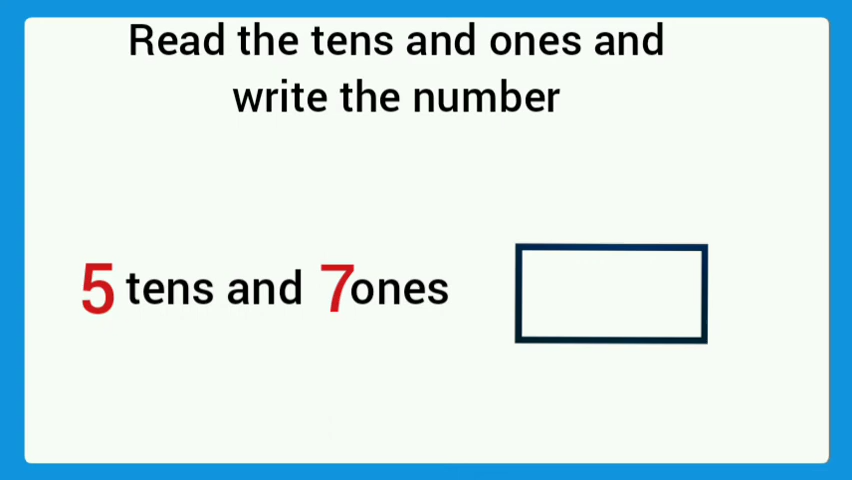 Read the tens and ones and
write the number
5 tens and 7ones